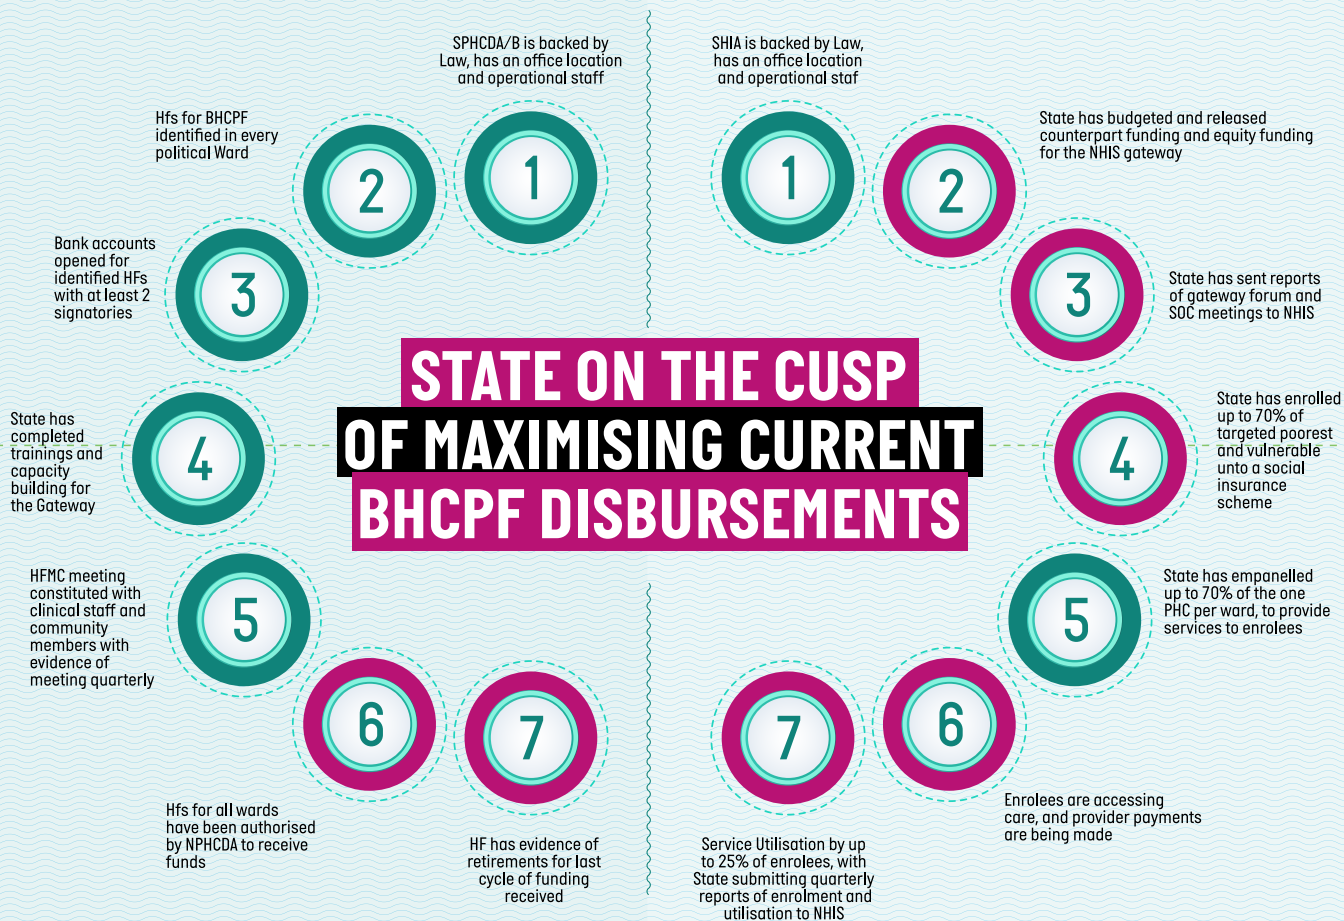 SPHCDA/B is backed by
Law, has an office location
and operational staff
1
Hfs for BHCPF
identified in every
political Ward
2
Bank accounts
opened for
identified HFs
with at least 2
signatories
3
State has
completed
trainings and
capacity
building for
the Gateway
4
HFMC meeting
constituted with
clinical staff and
community
members with
evidence of
meeting quarterly
5
6
Hfs for all wards
have been authorised
by NPHCDA to receive
funds
7
HF has evidence of
retirements for last
cycle of funding
received
STATE ON THE CUSP
OF MAXIMISING CURRENT
BHCPF DISBURSEMENTS
SHIA is backed by Law,
has an office location
and operational staf
1
State has budgeted and released
counterpart funding and equity funding
for the NHIS gateway
2
3
State has sent reports
of gateway forum and
SOC meetings to NHIS
4
State has enrolled
up to 70% of
targeted poorest
and vulnerable
unto a social
insurance
scheme
5
State has empanelled
up to 70% of the one
PHC per ward, to provide
services to enrolees
6
Enrolees are accessing
care, and provider payments
are being made
7
Service Utilisation by up
to 25% of enrolees, with
State submitting quarterly
reports of enrolment and
utilisation to NHIS